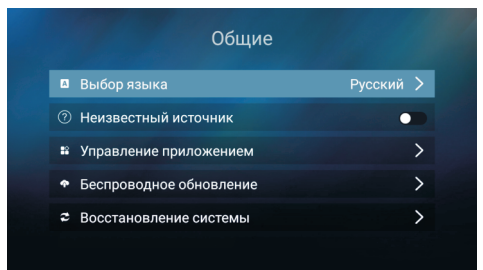 Общие
Выбор языка Русский
Неизвестный источник
Управление приложением
Беспроводное обновление
Восстановление системы